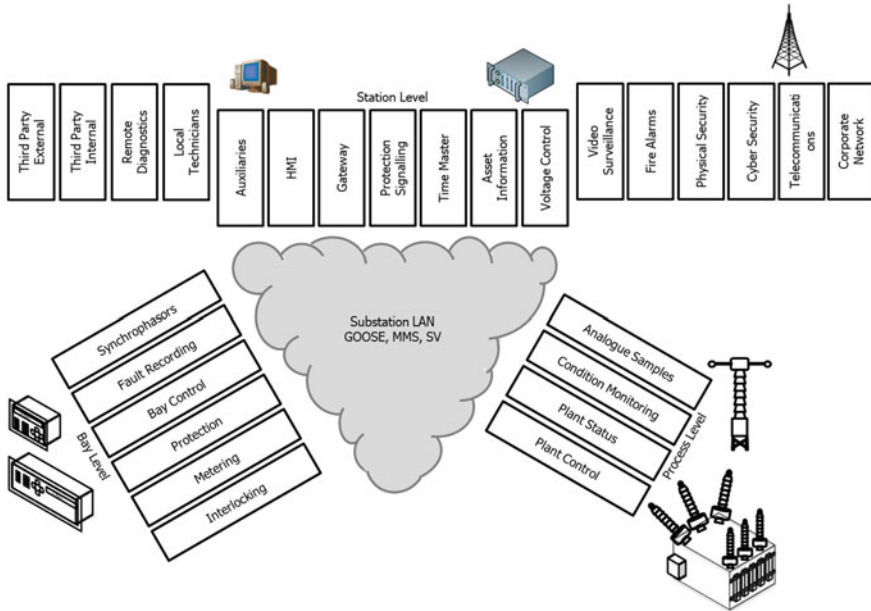 Station Level
Third Party
External
Third Party
Internal
Remote
Diagnostics
Local
Technicians
Auxiliaries
HMI
Gateway
Protection
Signalling
Time Master
Asset
Information
Voltage Control
Video
Surveillance
Fire Alarms
Physical Security
Cyber Security
Telecommunicati
ons
Corporate
Network
Substation LAN
GOOSE, MMS, SV
Synchrophasors
Fault Recording
Bay Control
Protection
Metering
Interlocking
Bay Level
Analogue Samples
Condition Monitoring
Plant Status
Plant Control
Process Level